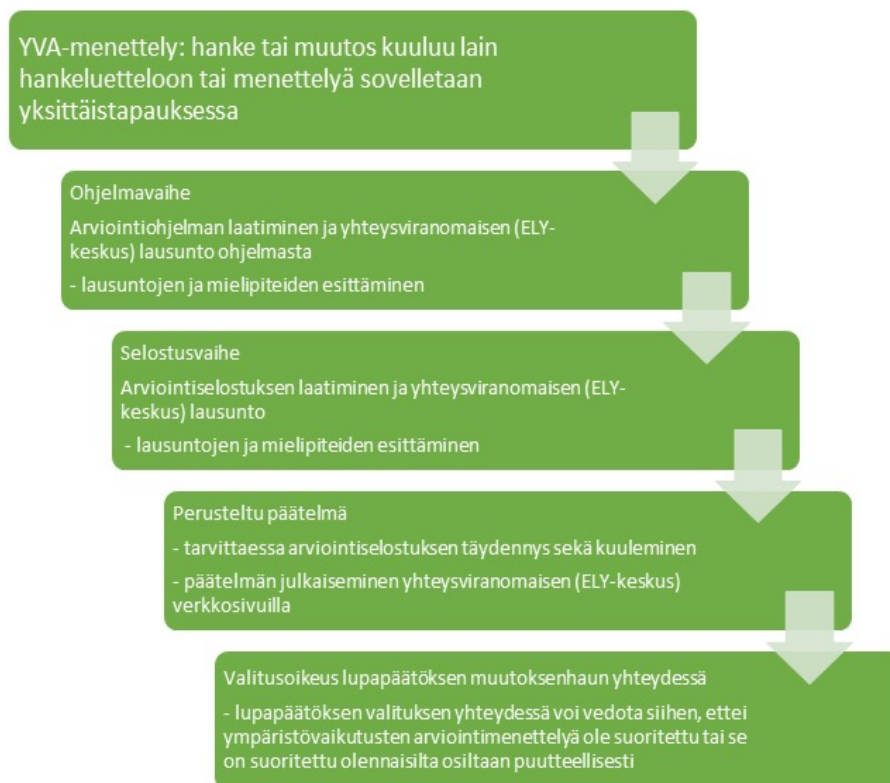 YVA-menettely: hanke tai muutos kuuluu lain
hankeluetteloon tai menettelyä sovelletaan
yksittäistapauksessa
Ohjelmavaihe
Arviointiohjelman laatiminen ja yhteysviranomaisen (ELY-
keskus) lausunto ohjelmasta
- lausuntojen ja mielipiteiden esittäminen
Selostusvaihe
Arviointiselostuksen laatiminen ja yhteysviranomaisen (ELY-
keskus) lausunto
- lausuntojen ja mielipiteiden esittäminen
Perusteltu päätelmä
- tarvittaessa arviointiselostuksen täydennys sekä kuuleminen
- päätelmän julkaiseminen yhteysviranomaisen (ELY-keskus)
verkkosivuilla
Valitusoikeus lupapäätöksen muutoksenhaun yhteydessä
- lupapäätöksen valituksen yhteydessä voi vedota siihen, ettei
ympäristövaikutusten arviointimenettelyä ole suoritettu tai se
on suoritettu olennaisilta osiltaan puutteellisesti